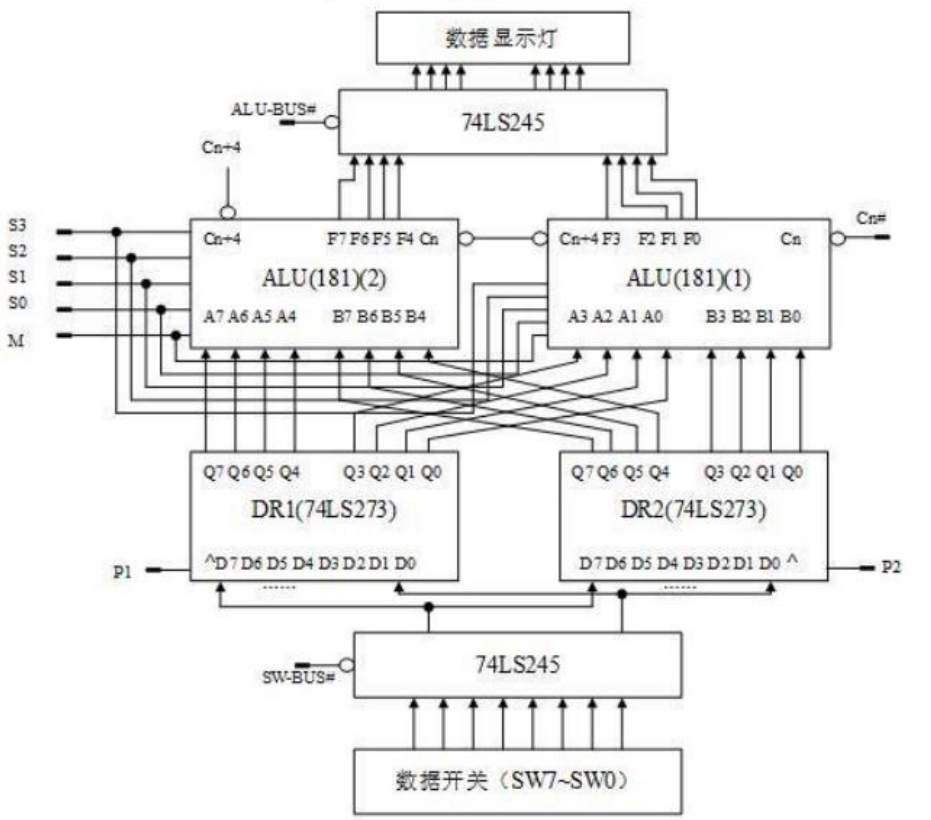 数据显示灯
ALU-BUS#
74LS245
Cn+4
S3
S2
S1
S0
M
Cn+4 F7 F6 F5 F4 Cn
ALU(181)(2)
A7 A6 A5 A4 B7 B6 B5 B4
Cn+4 F3 F2 F1 F0 Cn
ALU(181)(1)
A3 A2 A1 A0 B3 B2 B1 B0
Cn#
Q7 Q6 Q5 Q4 Q3 Q2 Q1 Q0
DR1(74LS273)
^D7 D6 D5 D4 D3 D2 D1 D0
......
P1
Q7 Q6 Q5 Q4 Q3 Q2 Q1 Q0
DR2(74LS273)
D7 D6 D5 D4 D3 D2 D1 D0 ^
......
P2
74LS245
SW-BUS#
数据开关（SW7~SW0）